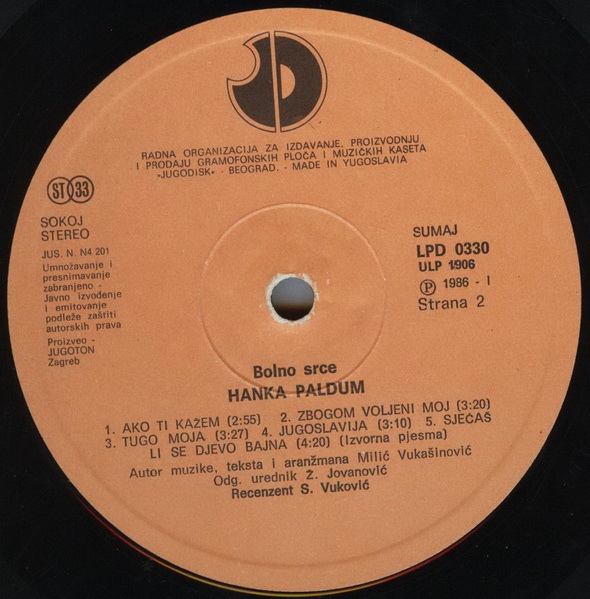 JD
RADNA ORGANIZACIJA ZA IZDAVANJE, PROIZVODNJU
I PRODAJU GRAMOFONSKIH PLOČA I MUZIČKIH KASETA
»JUGODISK« - BEOGRAD. - MADE IN YUGOSLAVIA
ST 33
SOKOJ
STEREO
JUS. N. N4 201
Umnožavanje i
presnimavanje
zabranjeno -
Javno izvođenje
i emitovanje
podleže zaštiti
autorskih prava
Proizveo -
JUGOTON
Zagreb
SUMAJ
LPD 0330
ULP 1906
Ⓟ 1986 - I
Strana 2
Bolno srce
HANKA PALDUM
1. AKO TI KAŽEM (2:55) 2. ZBOGOM VOLJENI MOJ (3:20)
3. TUGO MOJA (3:27) 4. JUGOSLAVIJA (3:10) 5. SJEĆAŠ
LI SE DJEVO BAJNA (4:20) (Izvorna pjesma)
Autor muzike, teksta i aranžmana Milić Vukašinović
Odg. urednik Ž. Jovanović
Recenzent S. Vuković